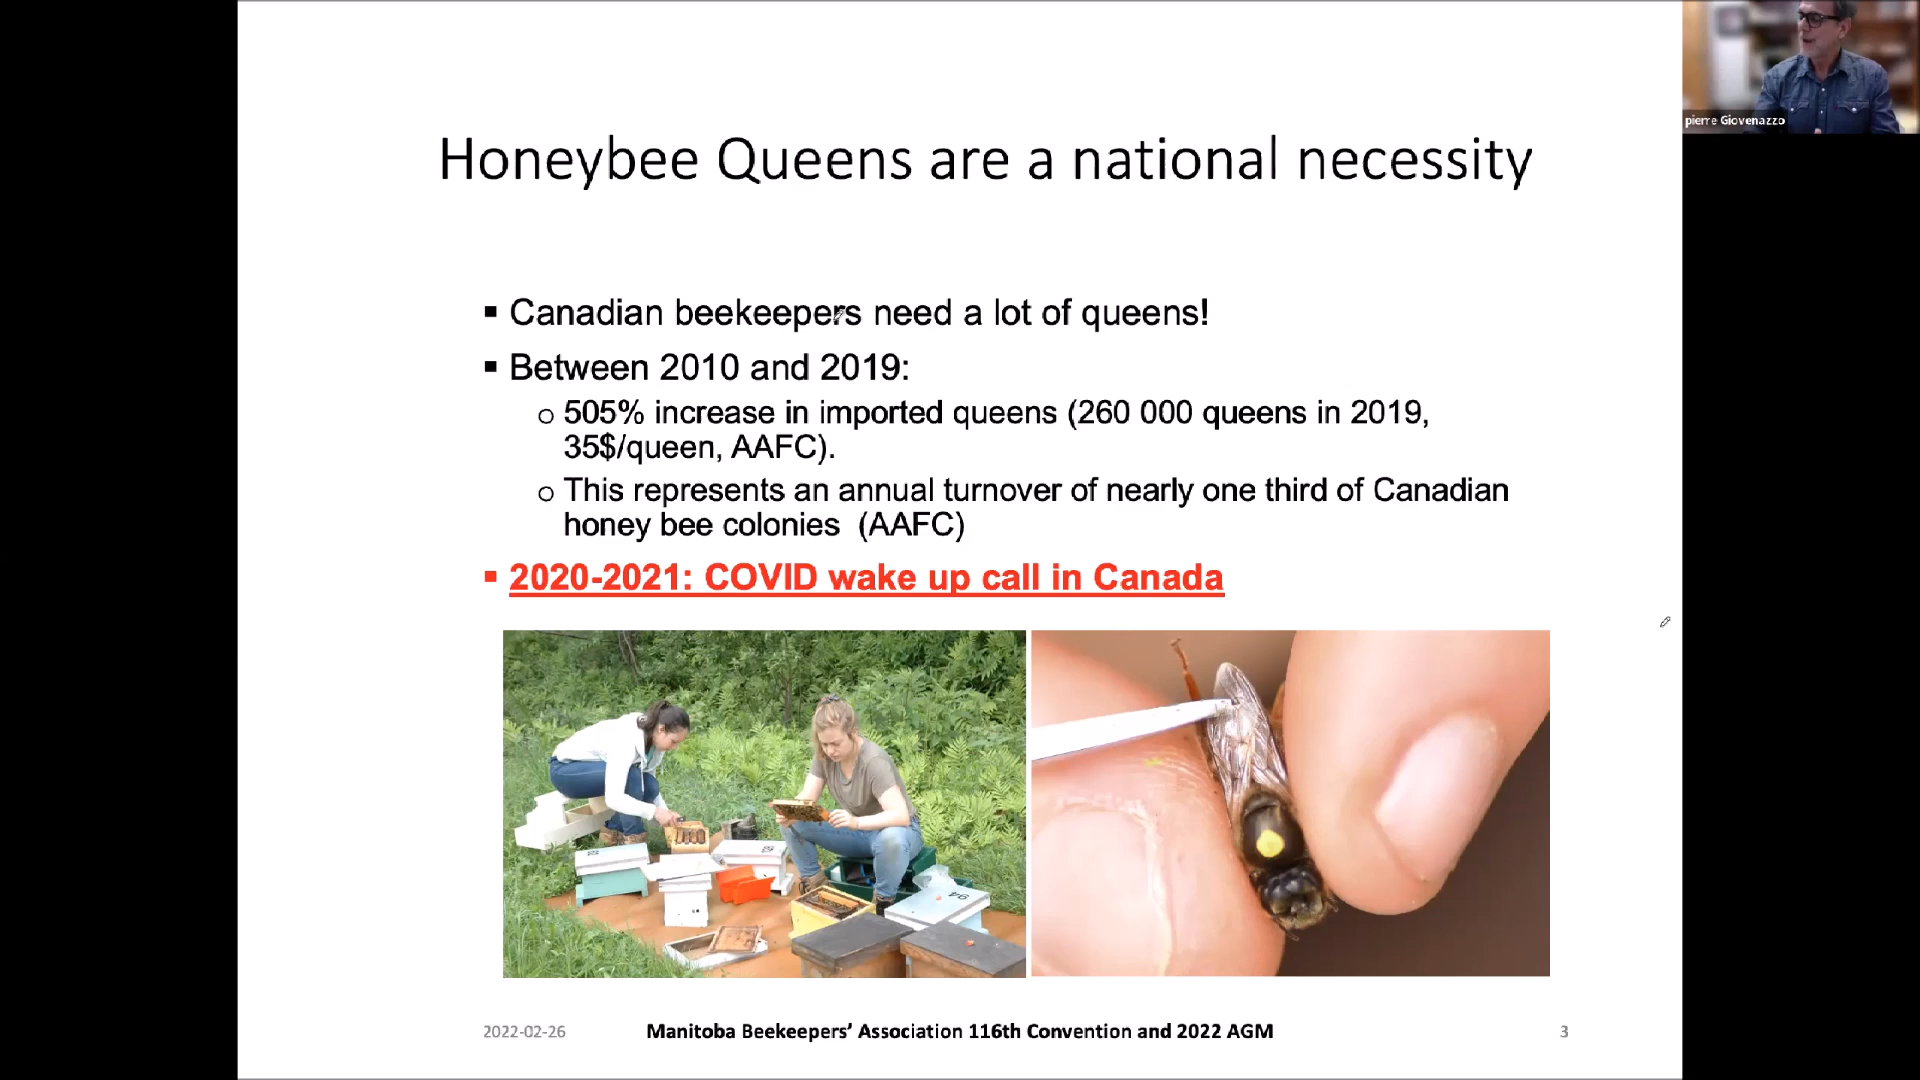 pierre Giovenazzo
Honeybee Queens are a national necessity
▪ Canadian beekeepers need a lot of queens!
▪ Between 2010 and 2019:
o 505% increase in imported queens (260 000 queens in 2019,
35$/queen, AAFC).
o This represents an annual turnover of nearly one third of Canadian
honey bee colonies (AAFC)
▪ 2020-2021: COVID wake up call in Canada
94
2022-02-26
Manitoba Beekeepers' Association 116th Convention and 2022 AGM
3